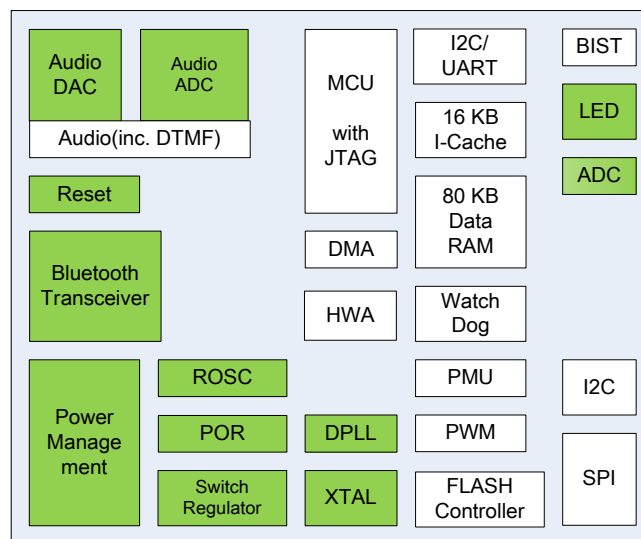 Audio
DAC
Audio
ADC
Audio(inc. DTMF)
Reset
Bluetooth
Transceiver
Power
Manage
ment
ROSC
POR
Switch
Regulator
MCU
with
JTAG
DMA
HWA
DPLL
XTAL
I2C/
UART
16 KB
I-Cache
80 KB
Data
RAM
Watch
Dog
PMU
PWM
FLASH
Controller
BIST
LED
ADC
I2C
SPI